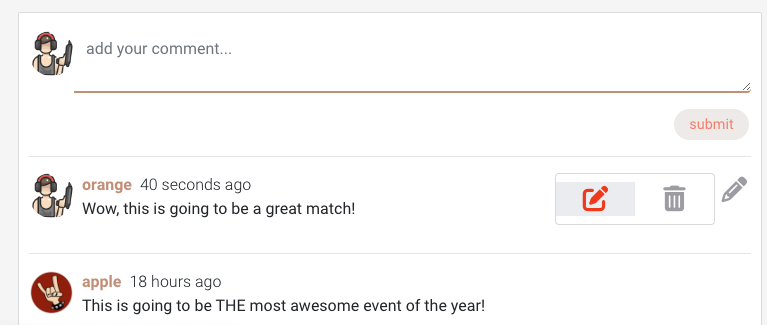 add your comment...
submit
orange 40 seconds ago
Wow, this is going to be a great match!
apple 18 hours ago
This is going to be THE most awesome event of the year!